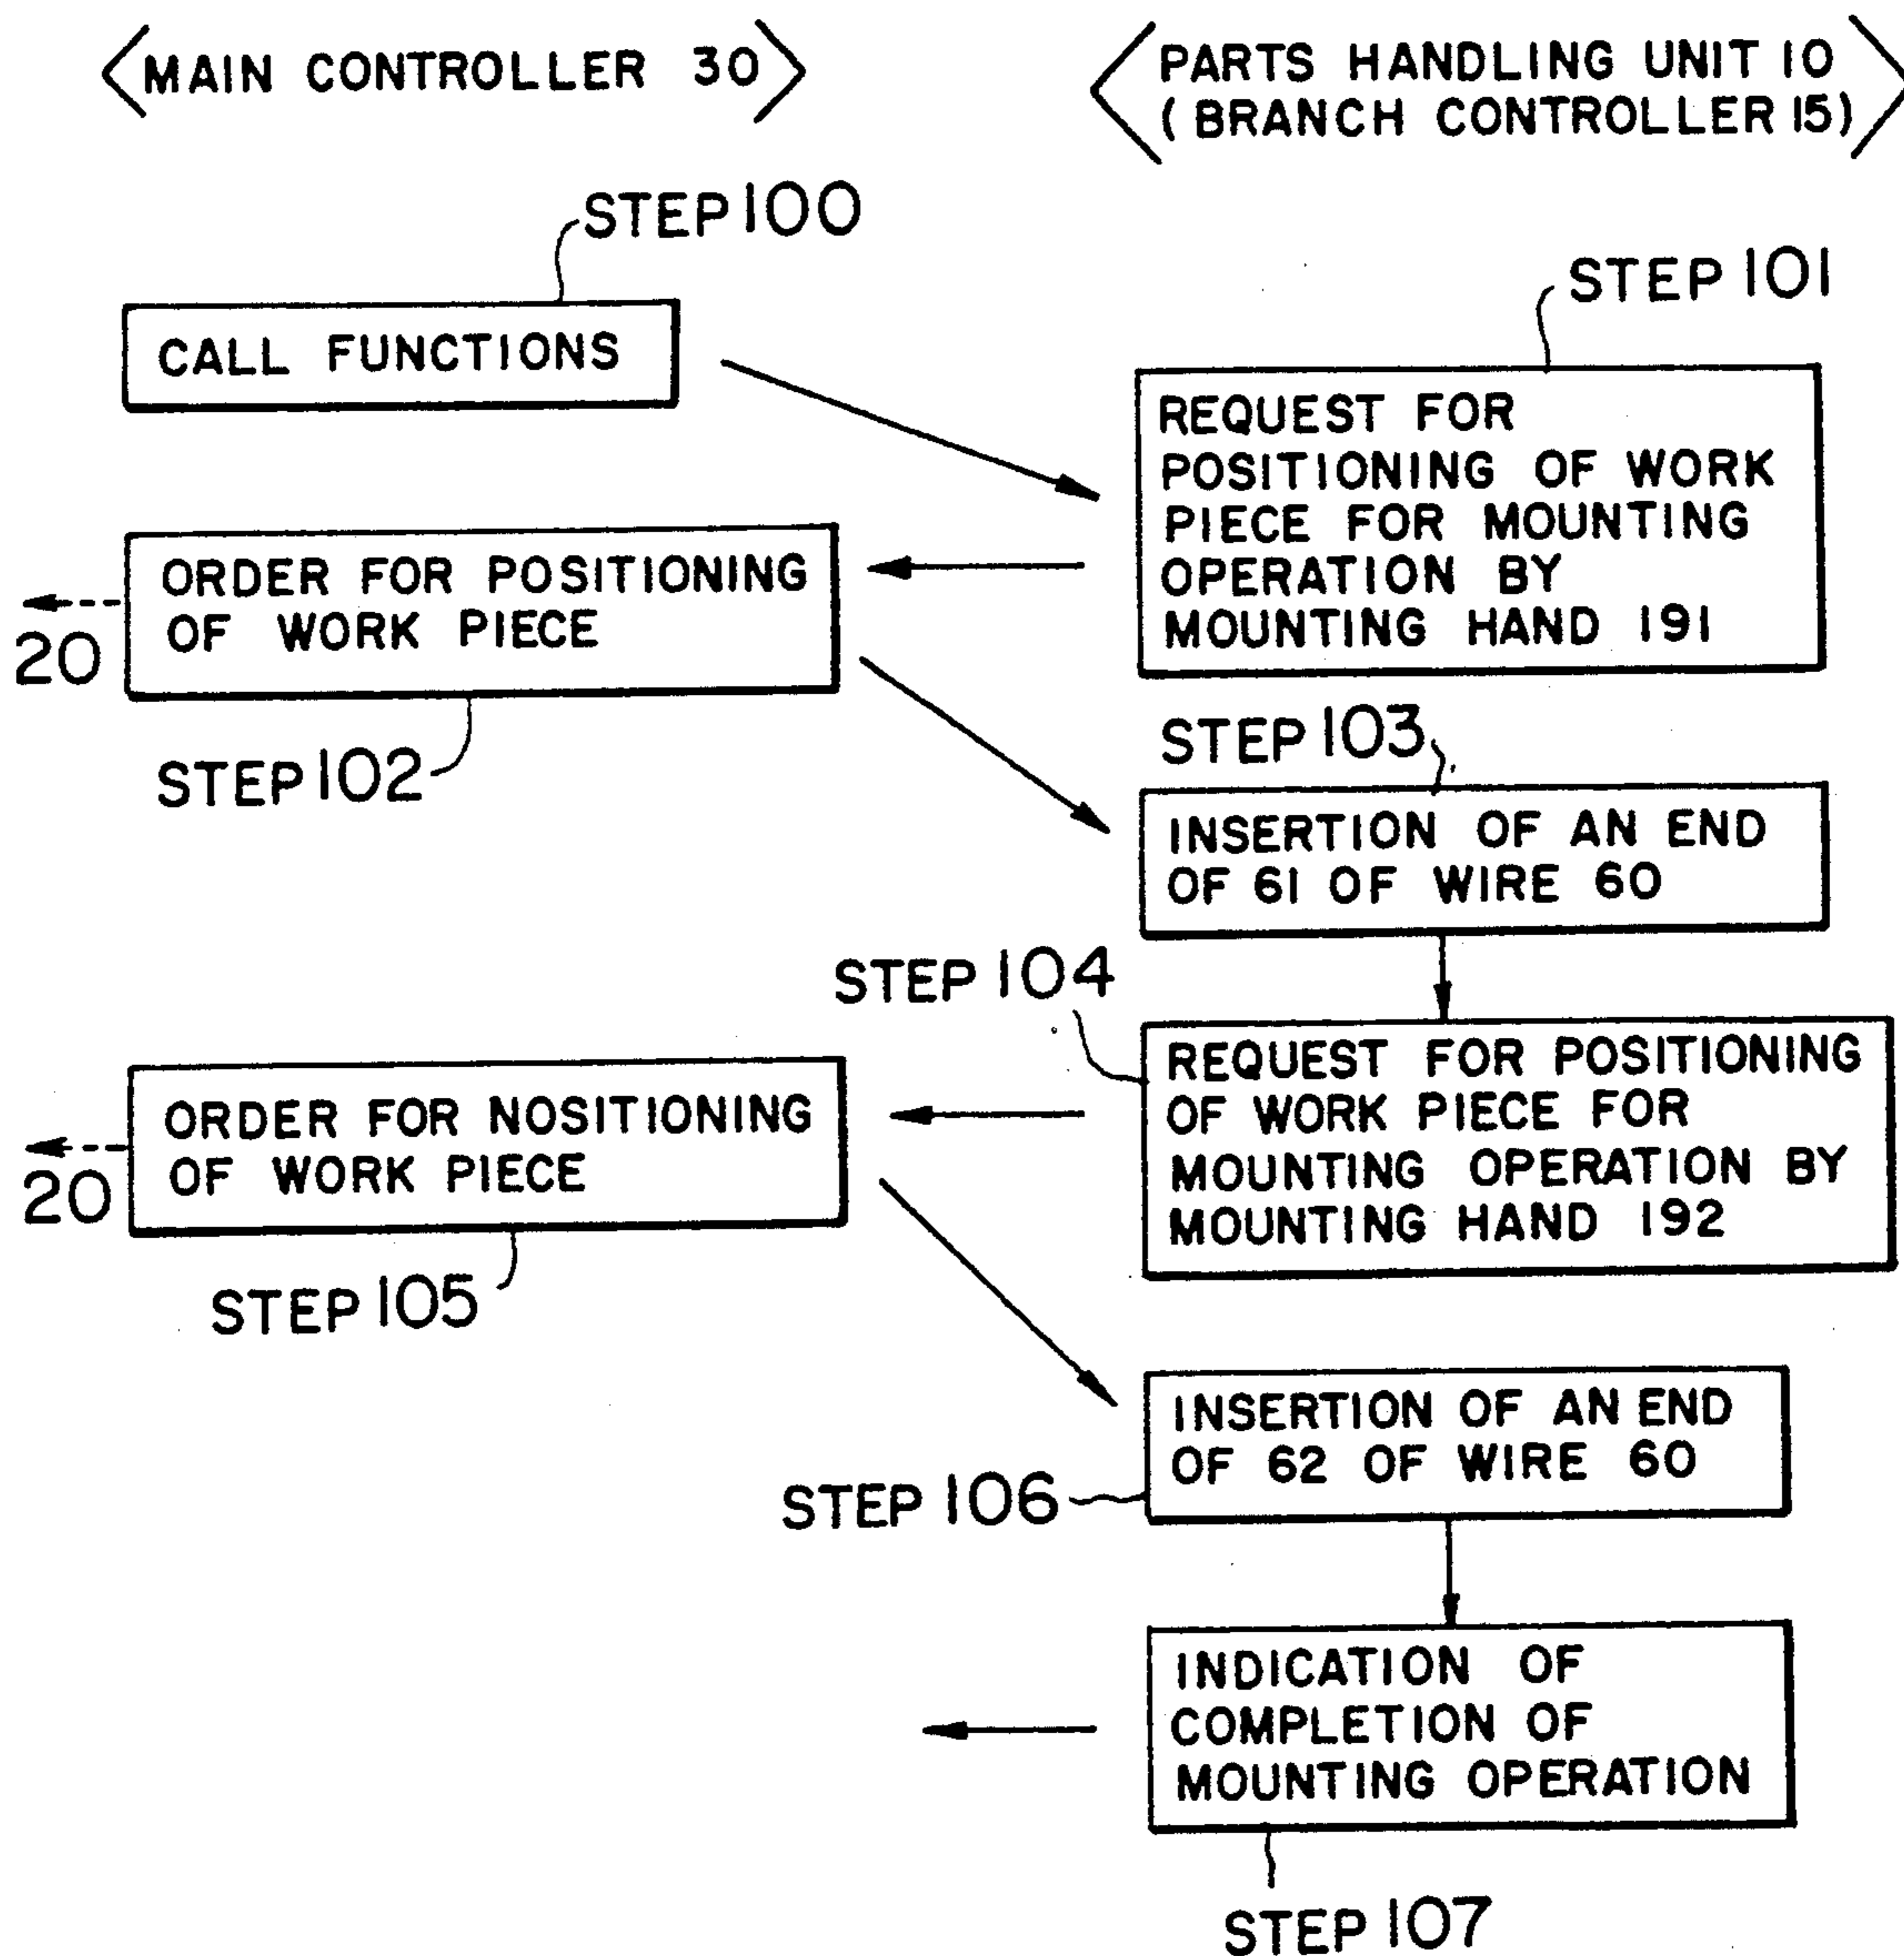 <MAIN CONTROLLER 30>
<PARTS HANDLING UNIT 10
(BRANCH CONTROLLER 15)>
STEP 100
CALL FUNCTIONS
STEP 101
REQUEST FOR
POSITIONING OF WORK
PIECE FOR MOUNTING
OPERATION BY
MOUNTING HAND 191
ORDER FOR POSITIONING
OF WORK PIECE
20
STEP 102
STEP 103
INSERTION OF AN END
OF 61 OF WIRE 60
STEP 104
REQUEST FOR POSITIONING
OF WORK PIECE FOR
MOUNTING OPERATION BY
MOUNTING HAND 192
ORDER FOR NOSITIONING
OF WORK PIECE
20
STEP 105
INSERTION OF AN END
OF 62 OF WIRE 60
STEP 106
INDICATION OF
COMPLETION OF
MOUNTING OPERATION
STEP 107